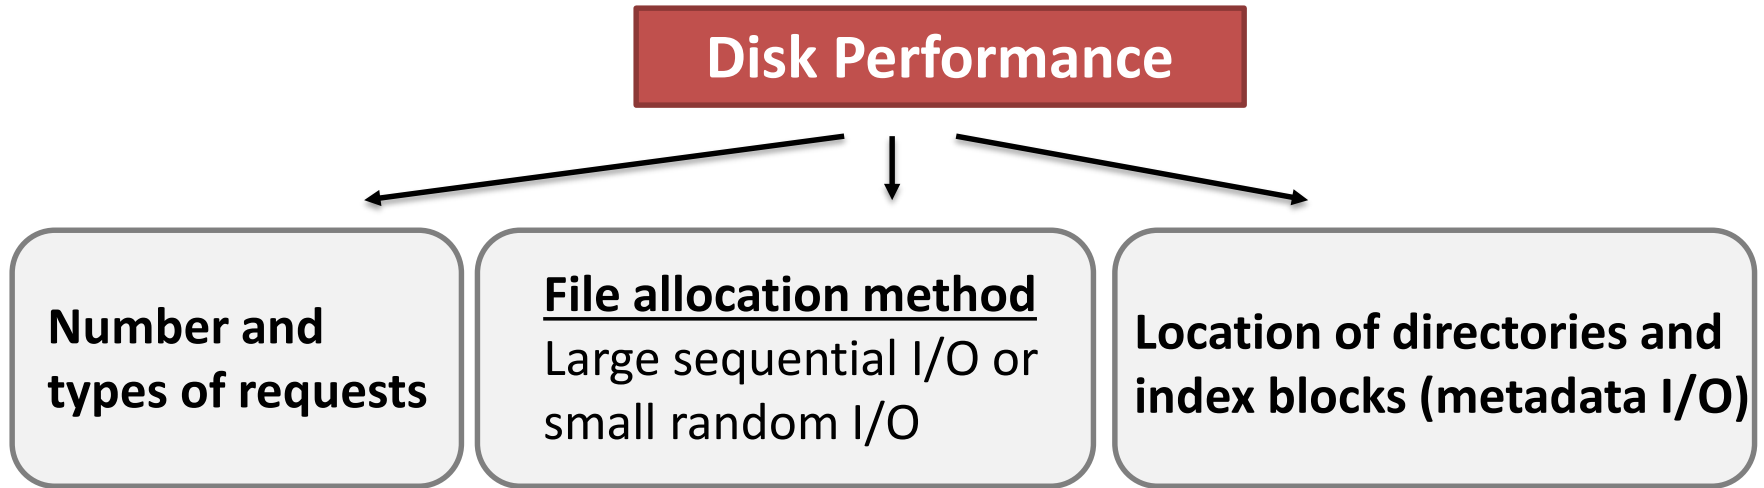 Disk Performance
Number and
types of requests
File allocation method
Large sequential I/O or
small random I/O
Location of directories and
index blocks (metadata I/O)